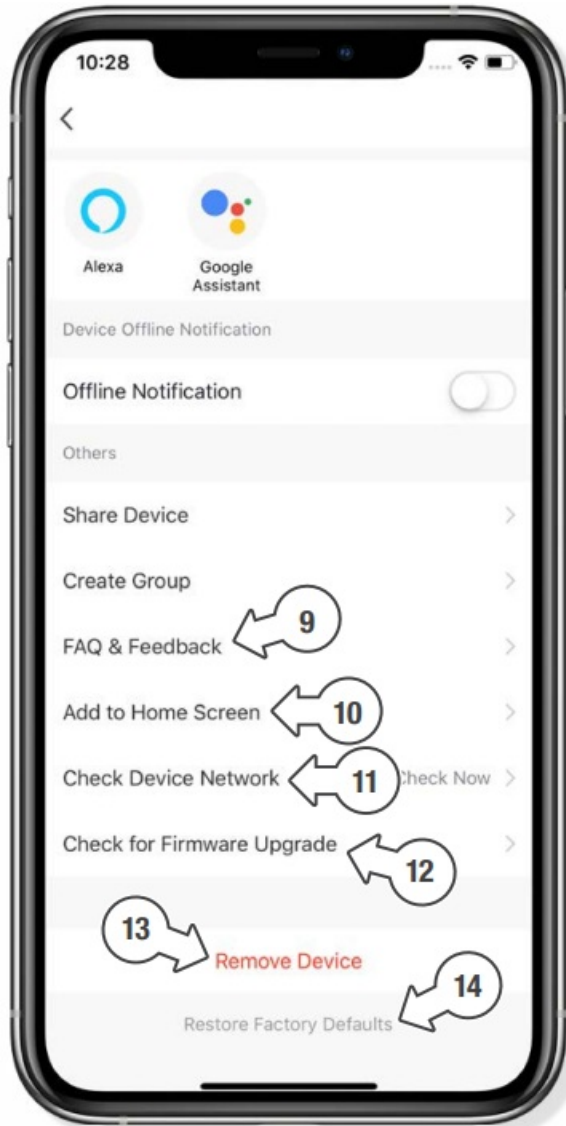 10:28
Alexa
Google
Assistant
Device Offline Notification
Offline Notification
Others
Share Device
Create Group
9
FAQ & Feedback
Add to Home Screen
10
Check Device Network
11
Check Now
Check for Firmware Upgrade
12
13
Remove Device
14
Restore Factory Defaults